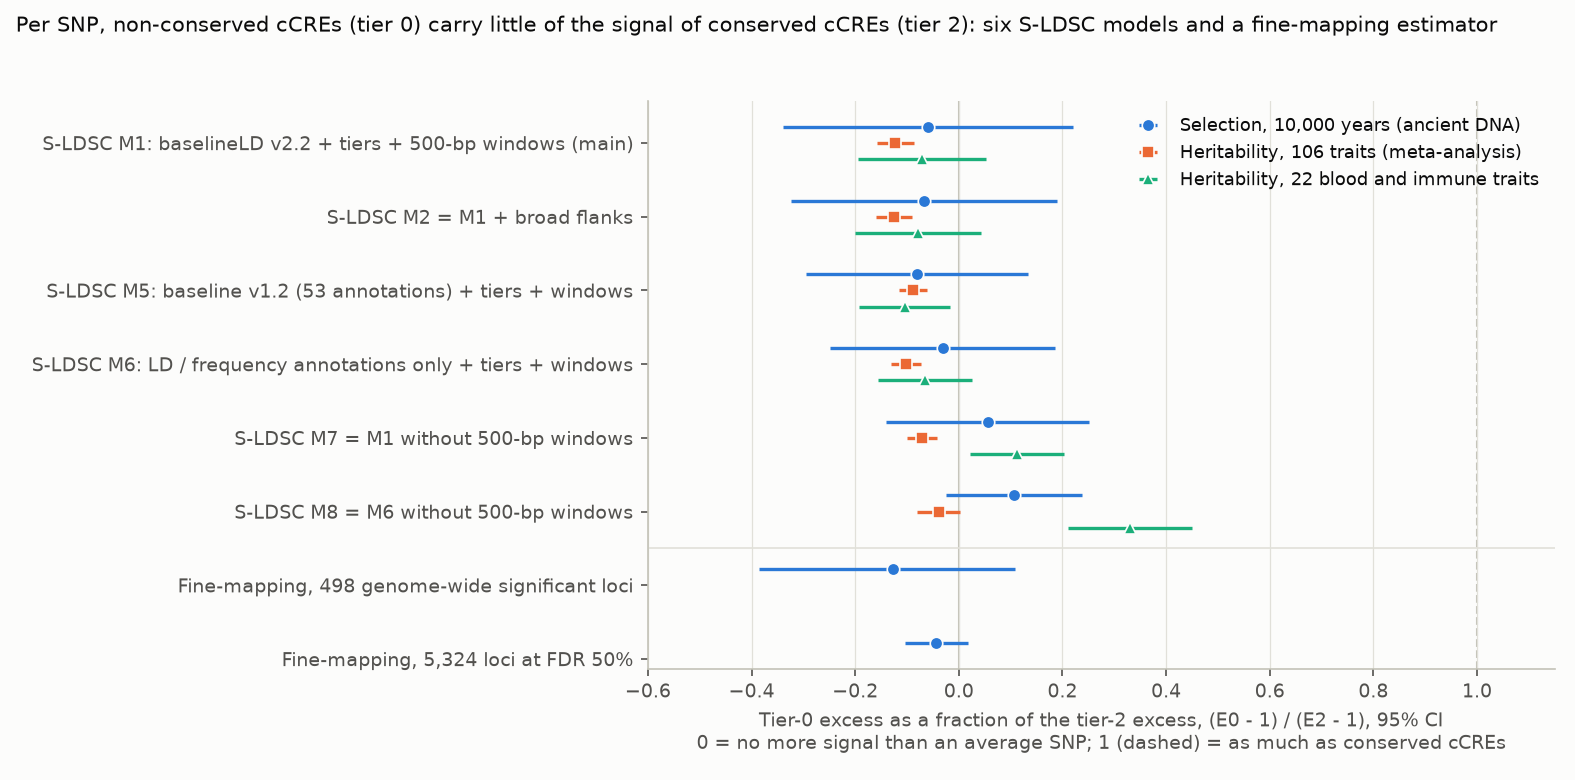 Per SNP, non-conserved cCREs (tier 0) carry little of the signal of conserved cCREs (tier 2): six S-LDSC models and a fine-mapping estimator
Selection, 10,000 years (ancient DNA)
Heritability, 106 traits (meta-analysis)
Heritability, 22 blood and immune traits
S-LDSC M1: baselineLD v2.2 + tiers + 500-bp windows (main)
S-LDSC M2 = M1 + broad flanks
S-LDSC M5: baseline v1.2 (53 annotations) + tiers + windows
S-LDSC M6: LD / frequency annotations only + tiers + windows
S-LDSC M7 = M1 without 500-bp windows
S-LDSC M8 = M6 without 500-bp windows
Fine-mapping, 498 genome-wide significant loci
Fine-mapping, 5,324 loci at FDR 50%
−0.6 −0.4 −0.2 0.0 0.2 0.4 0.6 0.8 1.0
Tier-0 excess as a fraction of the tier-2 excess, (E0 - 1) / (E2 - 1), 95% CI
0 = no more signal than an average SNP; 1 (dashed) = as much as conserved cCREs